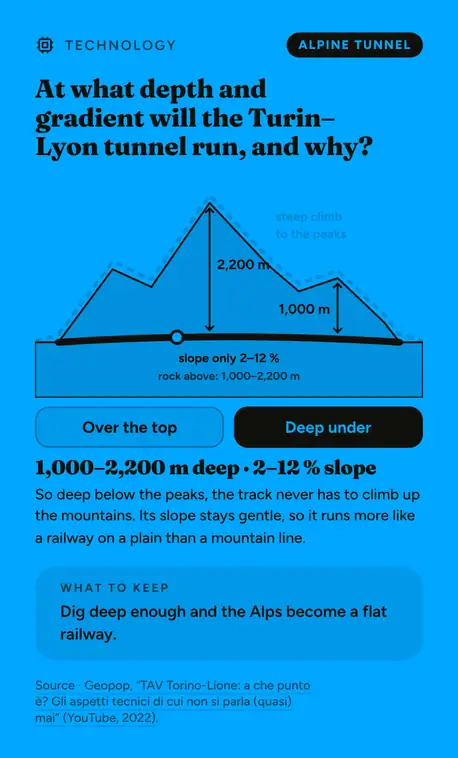 TECHNOLOGY
ALPINE TUNNEL
At what depth and
gradient will the Turin–
Lyon tunnel run, and why?
steep climb
to the peaks
2,200 m
1,000 m
slope only 2–12 %
rock above: 1,000–2,200 m
Over the top
Deep under
1,000–2,200 m deep · 2–12 % slope
So deep below the peaks, the track never has to climb up
the mountains. Its slope stays gentle, so it runs more like
a railway on a plain than a mountain line.
WHAT TO KEEP
Dig deep enough and the Alps become a flat
railway.
Source · Geopop, “TAV Torino-Lione: a che punto
è? Gli aspetti tecnici di cui non si parla (quasi)
mai” (YouTube, 2022).